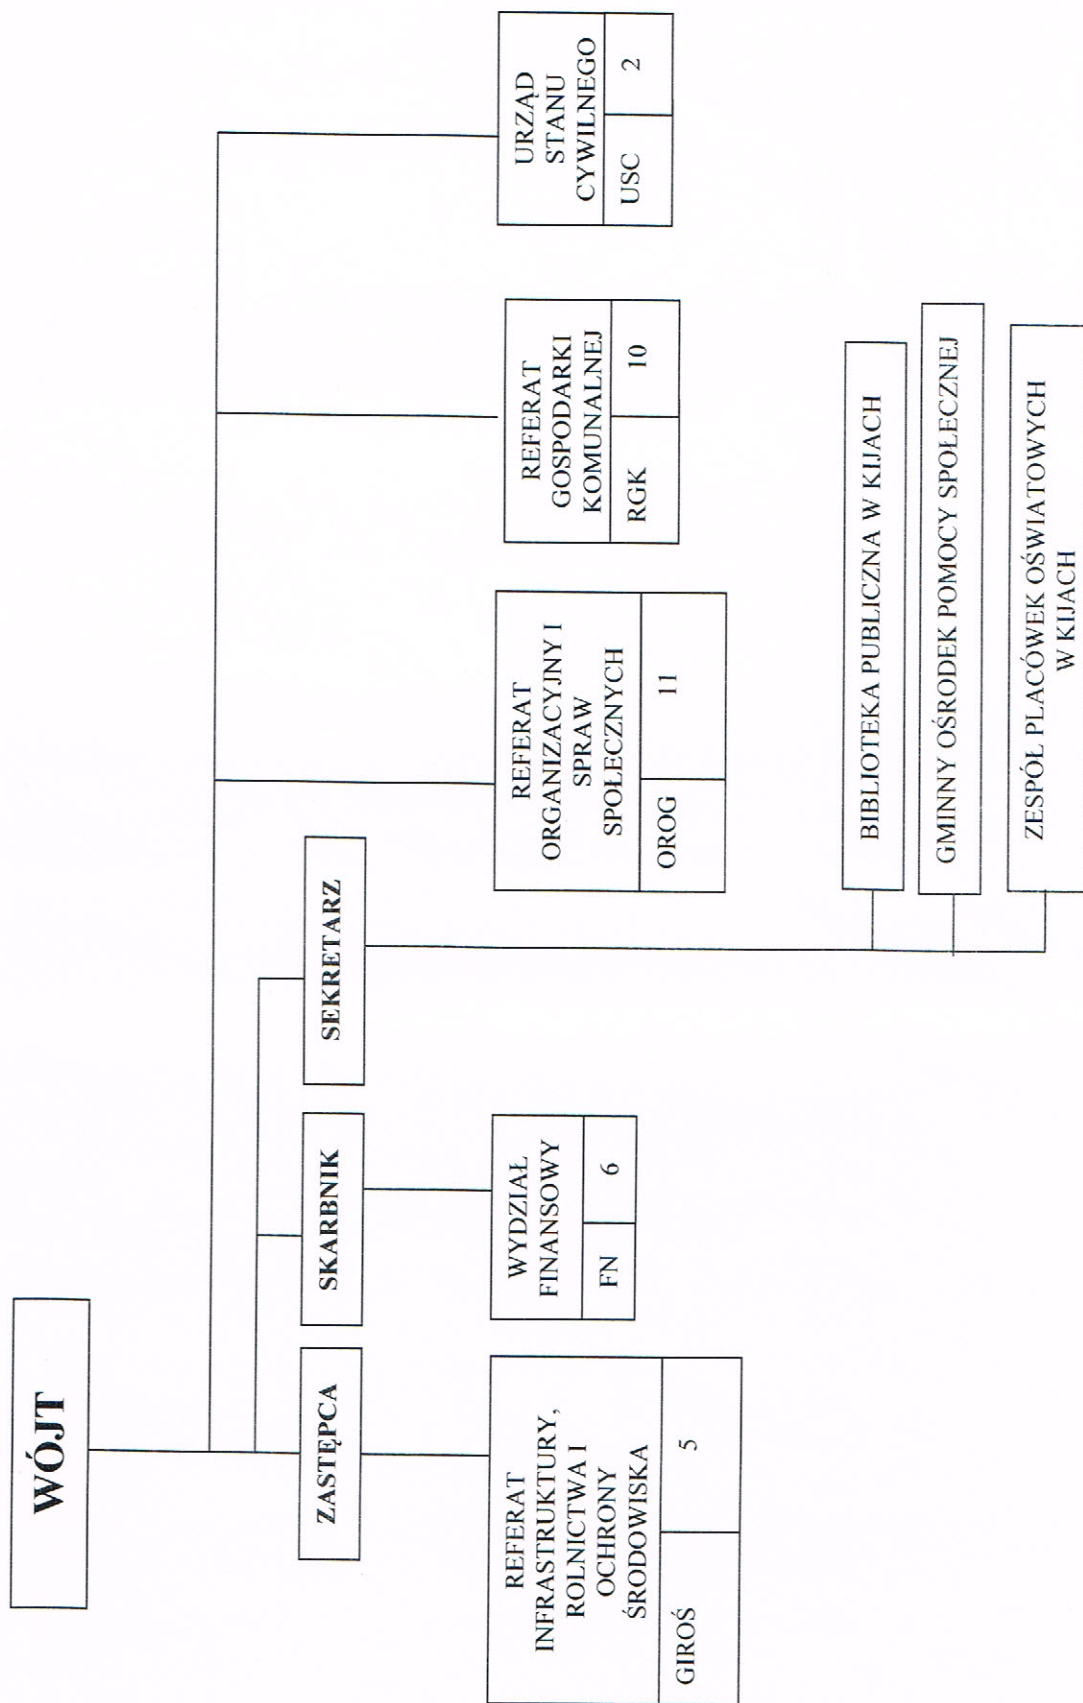 WÓJT
ZASTĘPCA
SKARBNIK
SEKRETARZ
REFERAT
INFRASTRUKTURY,
ROLNICTWA I
OCHRONY
ŚRODOWISKA
GIROŚ
5
WYDZIAŁ
FINANSOWY
FN
6
REFERAT
ORGANIZACYJNY I
SPRAW
SPOŁECZNYCH
OROG
11
REFERAT
GOSPODARKI
KOMUNALNEJ
RGK
10
URZĄD
STANU
CYWILNEGO
USC
2
BIBLIOTEKA PUBLICZNA W KIJACH
GMINNY OŚRODEK POMOCY SPOŁECZNEJ
ZESPÓŁ PLACÓWEK OŚWIATOWYCH
W KIJACH